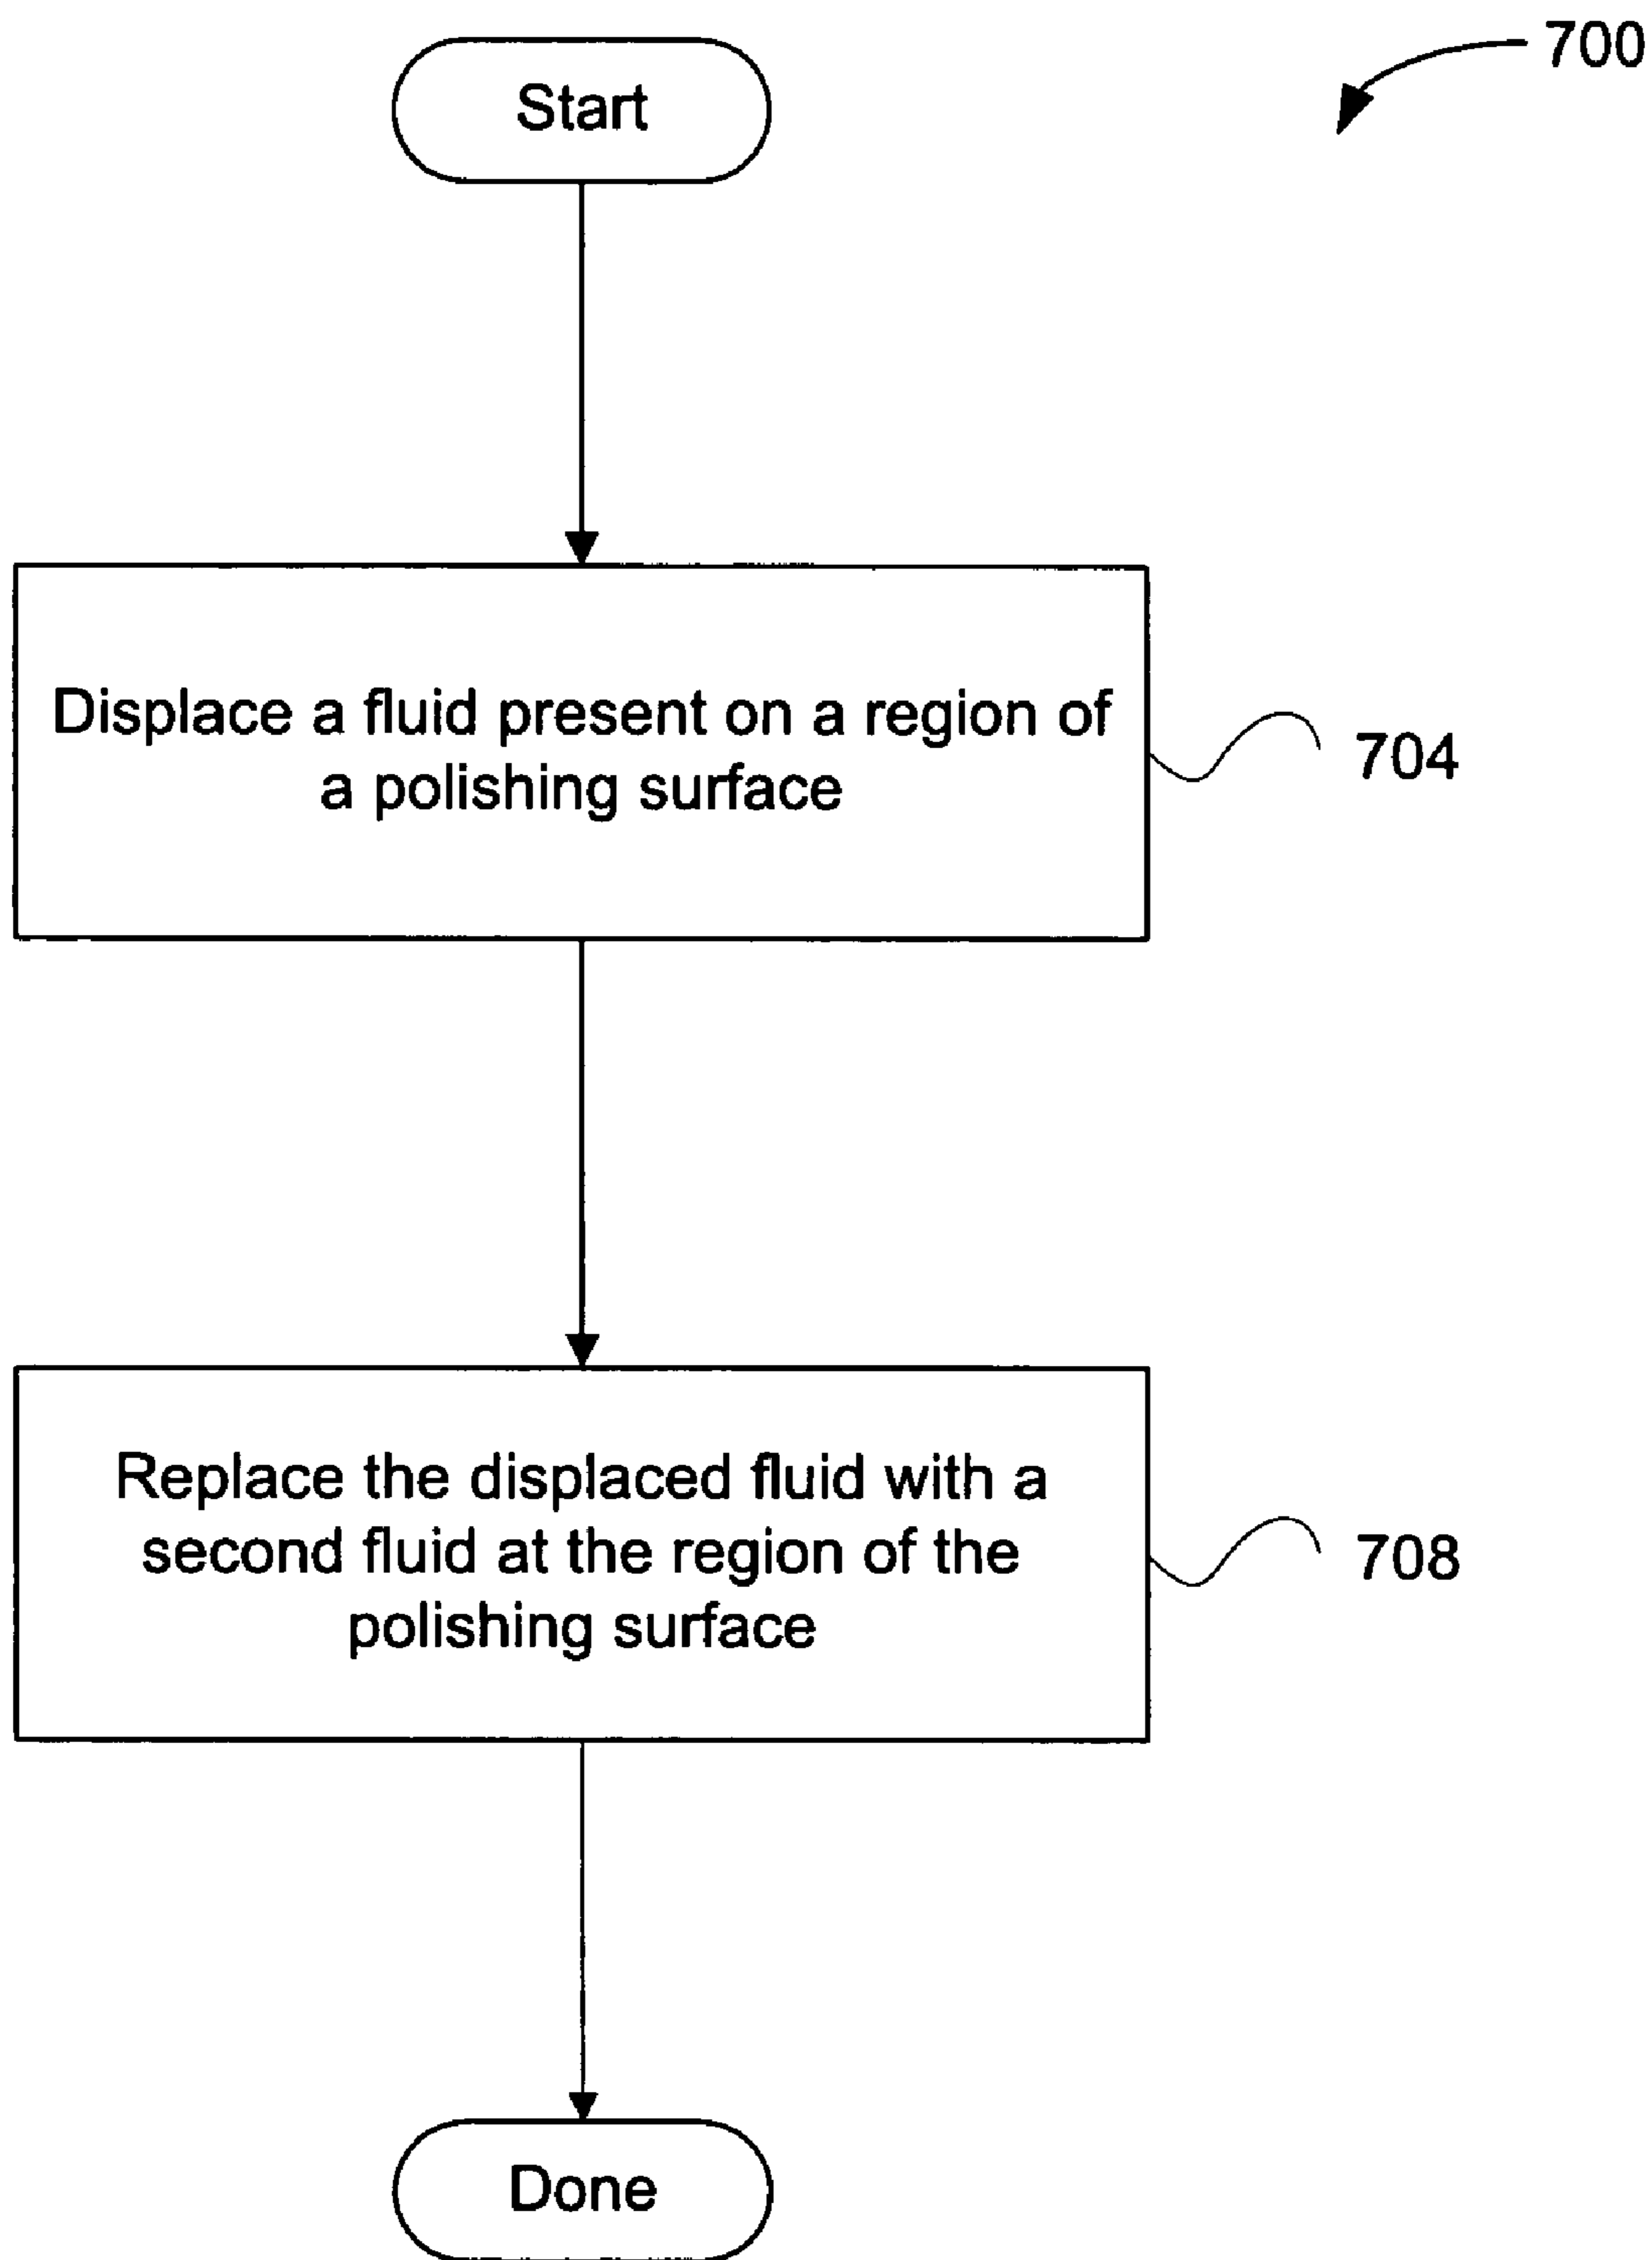 700
Start
Displace a fluid present on a region of
a polishing surface
704
Replace the displaced fluid with a
second fluid at the region of the
polishing surface
708
Done